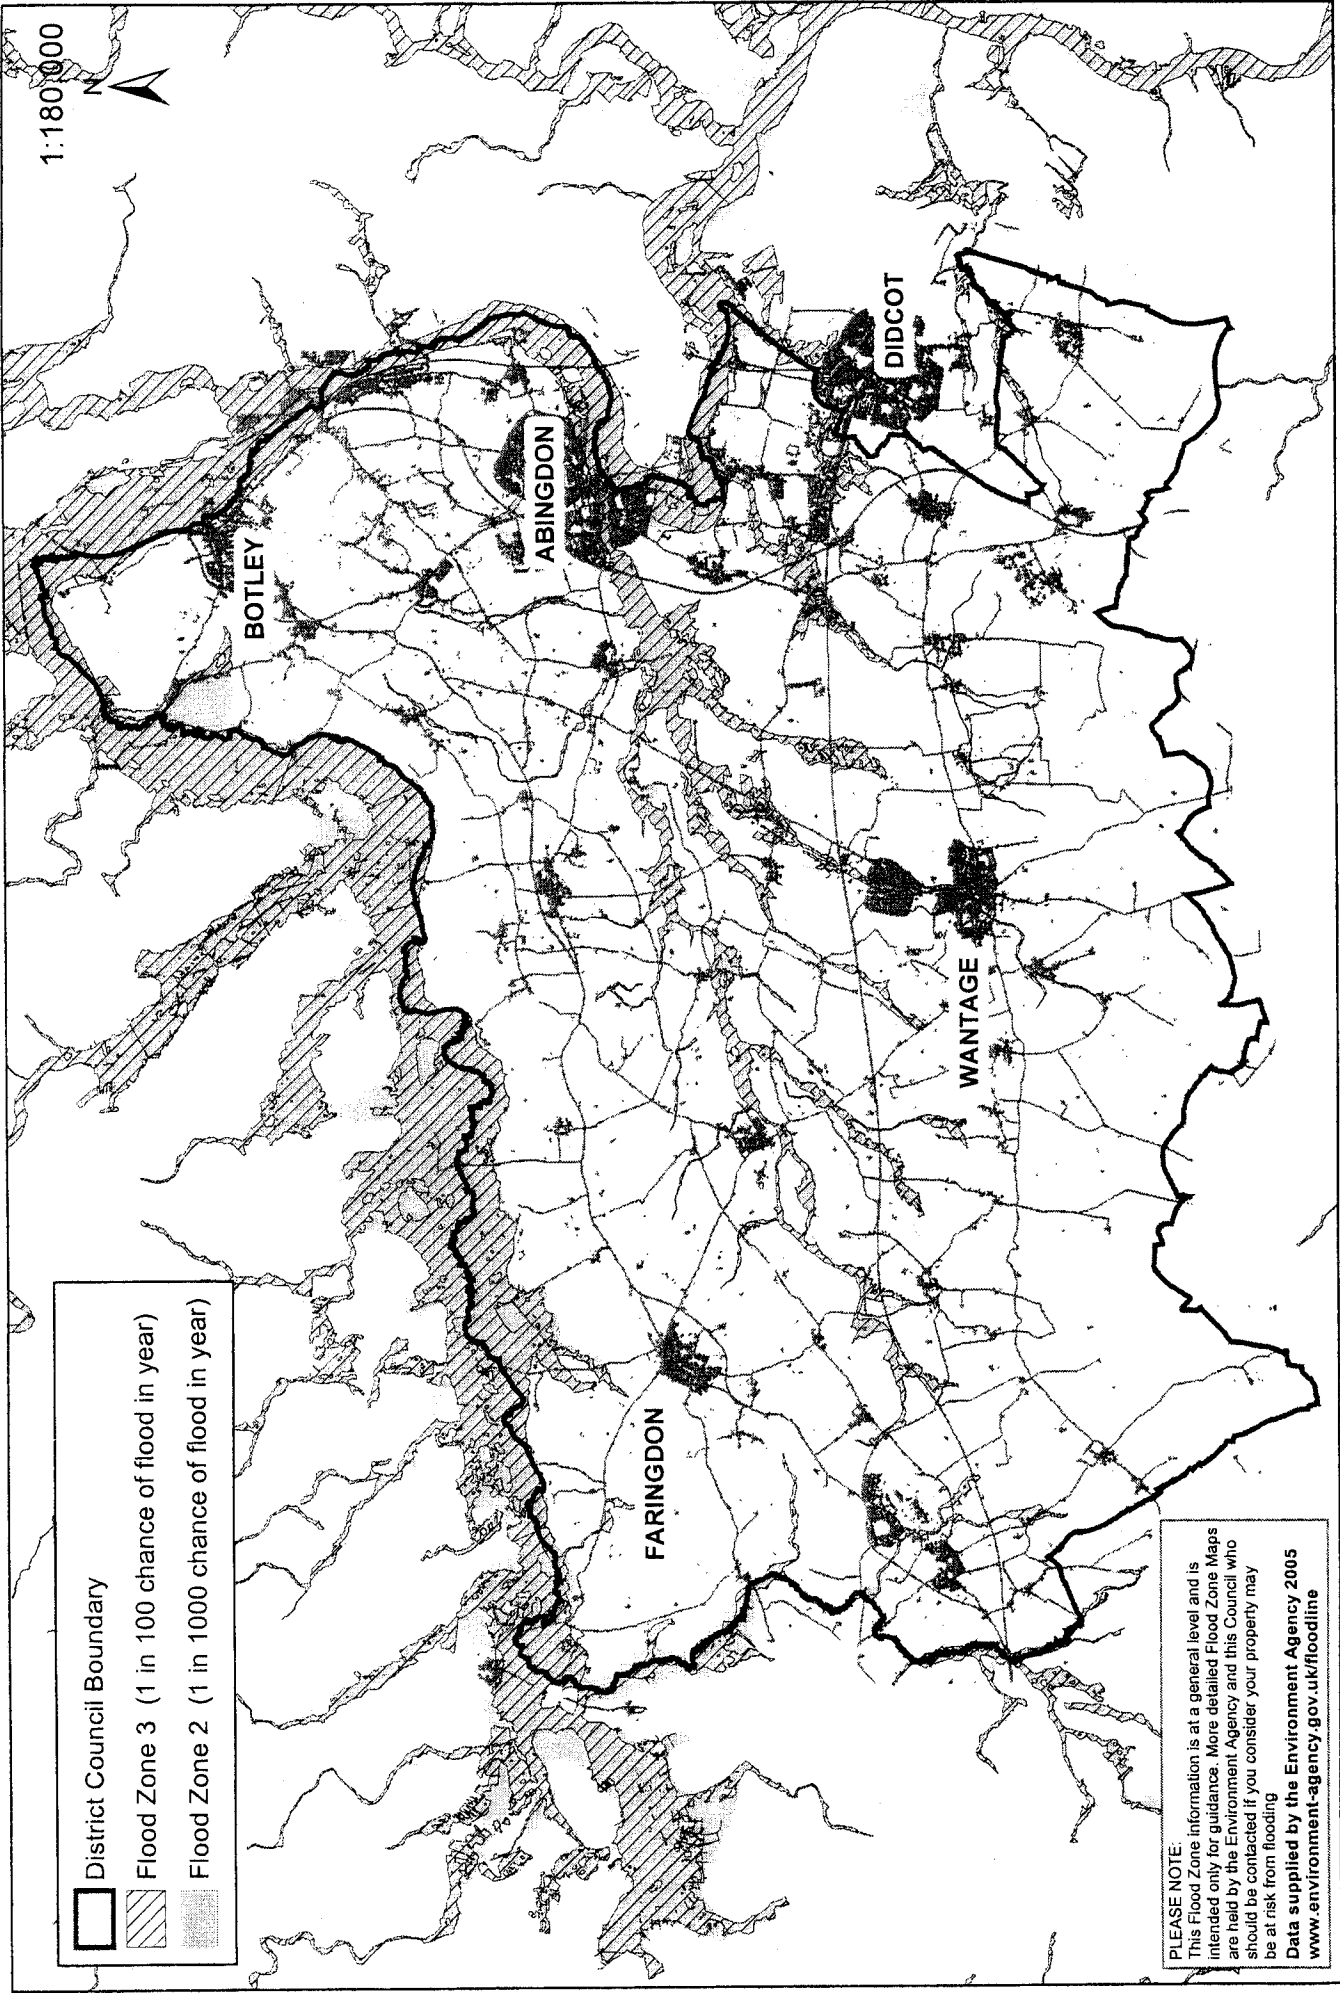 1:180,000
N
District Council Boundary
Flood Zone 3 (1 in 100 chance of flood in year)
Flood Zone 2 (1 in 1000 chance of flood in year)
BOTLEY
ABINGDON
DIDCOT
FARINGDON
WANTAGE
PLEASE NOTE:
This Flood Zone information is at a general level and is
intended only for guidance. More detailed Flood Zone Maps
are held by the Environment Agency and this Council who
should be contacted if you consider your property may
be at risk from flooding
Data supplied by the Environment Agency 2005
www.environment-agency.gov.uk/floodline